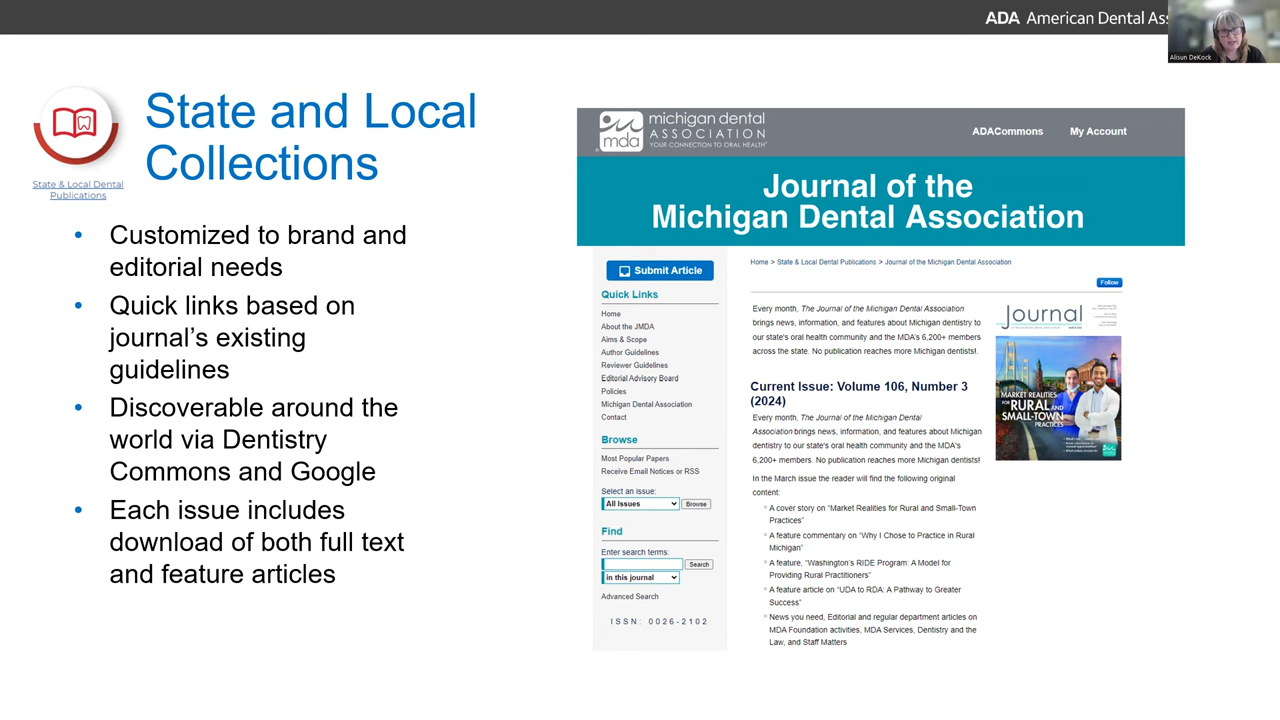 ADA American Dental Ass
Alisun DeKock
State and Local
Collections
State & Local Dental
Publications
• Customized to brand and
editorial needs
• Quick links based on
journal's existing
guidelines
• Discoverable around the
world via Dentistry
Commons and Google
• Each issue includes
download of both full text
and feature articles
mda
michigan dental
ASSOCIATION
YOUR CONNECTION TO ORAL HEALTH®
ADACommons My Account
Journal of the
Michigan Dental Association
Submit Article
Quick Links
Home
About the JMDA
Aims & Scope
Author Guidelines
Reviewer Guidelines
Editorial Advisory Board
Policies
Michigan Dental Association
Contact
Browse
Most Popular Papers
Receive Email Notices or RSS
Select an issue:
All Issues Browse
Find
Enter search terms:
Search
in this journal
Advanced Search
ISSN: 0026-2102
Home > State & Local Dental Publications > Journal of the Michigan Dental Association
Follow
Every month, The Journal of the Michigan Dental Association
brings news, information, and features about Michigan dentistry to
our state's oral health community and the MDA's 6,200+ members
across the state. No publication reaches more Michigan dentists!.
Current Issue: Volume 106, Number 3
(2024)
Every month, The Journal of the Michigan Dental
Association brings news, information, and features about Michigan
dentistry to our state's oral health community and the MDA's
6,200+ members. No publication reaches more Michigan dentists!
In the March issue the reader will find the following original
content:
A cover story on "Market Realities for Rural and Small-Town
Practices"
A feature commentary on "Why I Chose to Practice in Rural
Michigan"
A feature, "Washington's RIDE Program: A Model for
Providing Rural Practitioners"
A feature article on "UDA to RDA: A Pathway to Greater
Success"
News you need, Editorial and regular department articles on
MDA Foundation activities, MDA Services, Dentistry and the
Law, and Staff Matters
Journal
MARKET REALITIES
FOR RURAL AND
SMALL-TOWN
PRACTICES